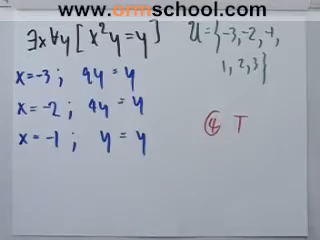 www.ormschool.com
∃x∀y [x²y=y]
U={-3,-2,-1,
1,2,3}
x=-3; 9y=y
x=-2; 4y=y
x=-1; y=y
④ T